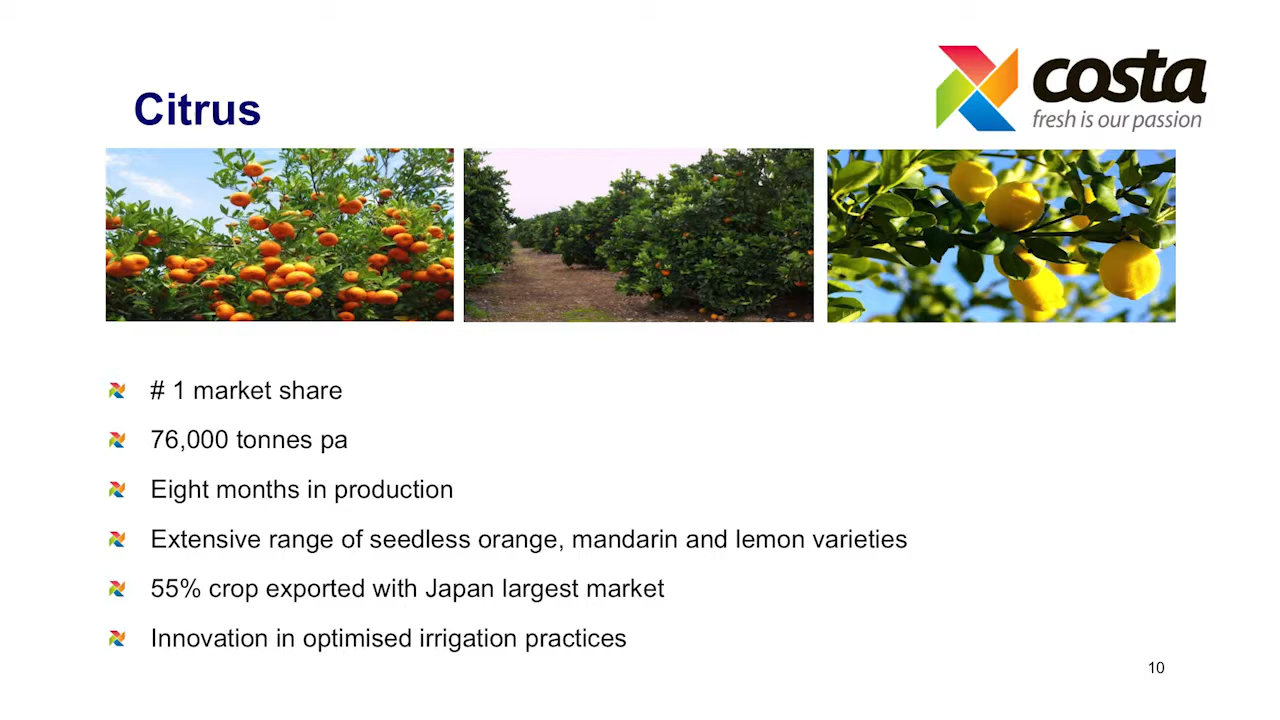 Citrus
costa
fresh is our passion
# 1 market share
76,000 tonnes pa
Eight months in production
Extensive range of seedless orange, mandarin and lemon varieties
55% crop exported with Japan largest market
Innovation in optimised irrigation practices
10